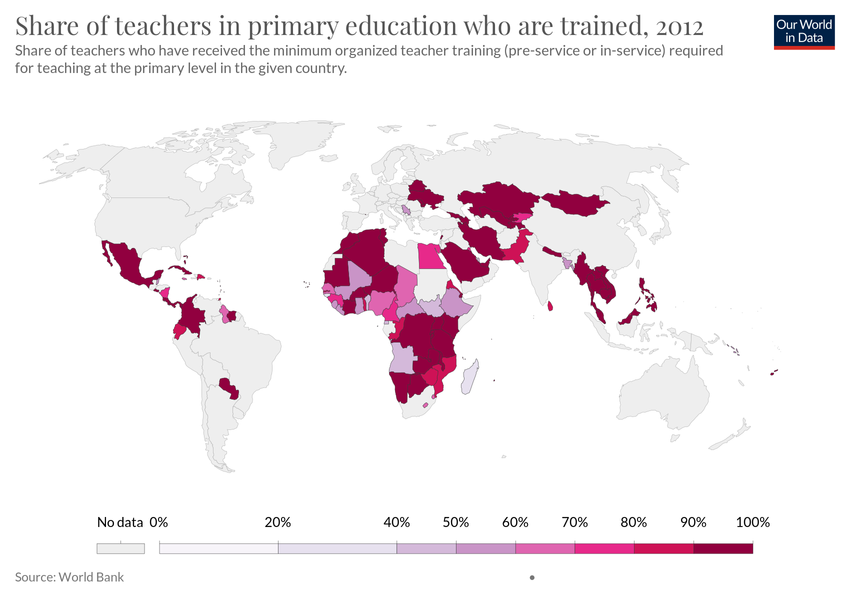 Share of teachers in primary education who are trained, 2012
Our World
in Data
Share of teachers who have received the minimum organized teacher training (pre-service or in-service) required
for teaching at the primary level in the given country.
No data 0% 20% 40% 50% 60% 70% 80% 90% 100%
Source: World Bank